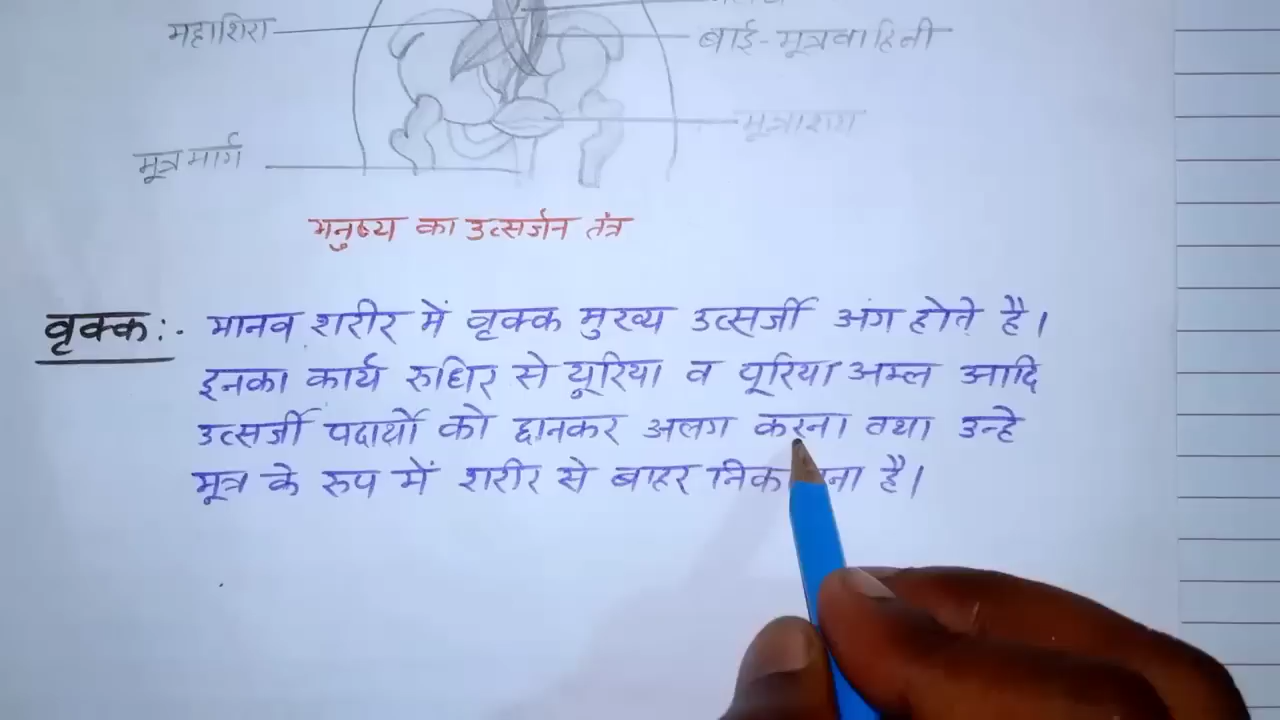 महाशिरा
बाई-मूत्रवाहिनी
मूत्राशय
मूत्र मार्ग
मनुष्य का उत्सर्जन तंत्र
वृक्क:- मानव शरीर में वृक्क मुख्य उत्सर्जी अंग होते है।
इनका कार्य रुधिर से यूरिया व यूरिया अम्ल आदि
उत्सर्जी पदार्थो को छानकर अलग करना तथा उन्हे
मूत्र के रुप में शरीर से बाहर निकालना है।